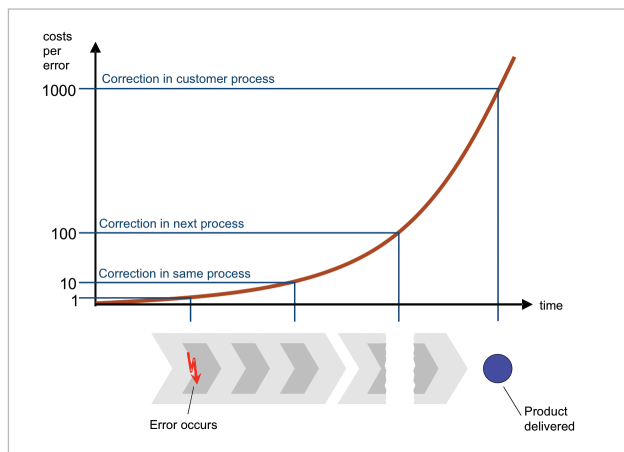 costs
per
error
1000
Correction in customer process
100
Correction in next process
10
Correction in same process
1
time
Error occurs
Product
delivered